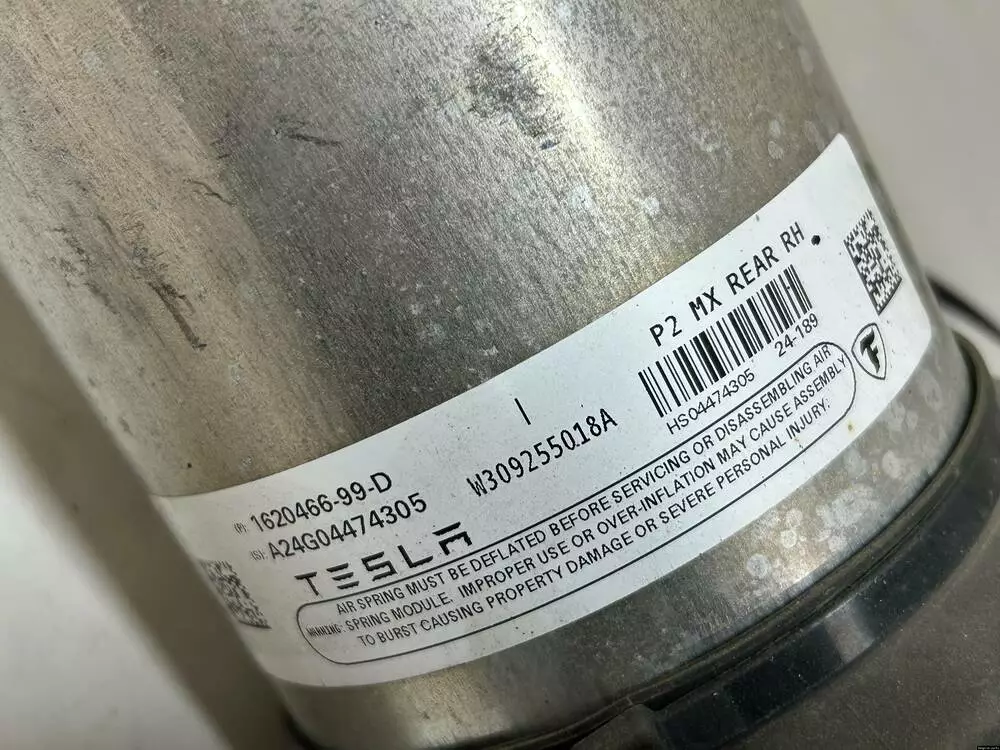 (P): 1620466-99-D
(S): A24G04474305
TESLA
W309255018A
P2 MX REAR RH
HS04474305
24-189
WARNING: AIR SPRING MUST BE DEFLATED BEFORE SERVICING OR DISASSEMBLING AIR
SPRING MODULE. IMPROPER USE OR OVER-INFLATION MAY CAUSE ASSEMBLY
TO BURST CAUSING PROPERTY DAMAGE OR SEVERE PERSONAL INJURY.